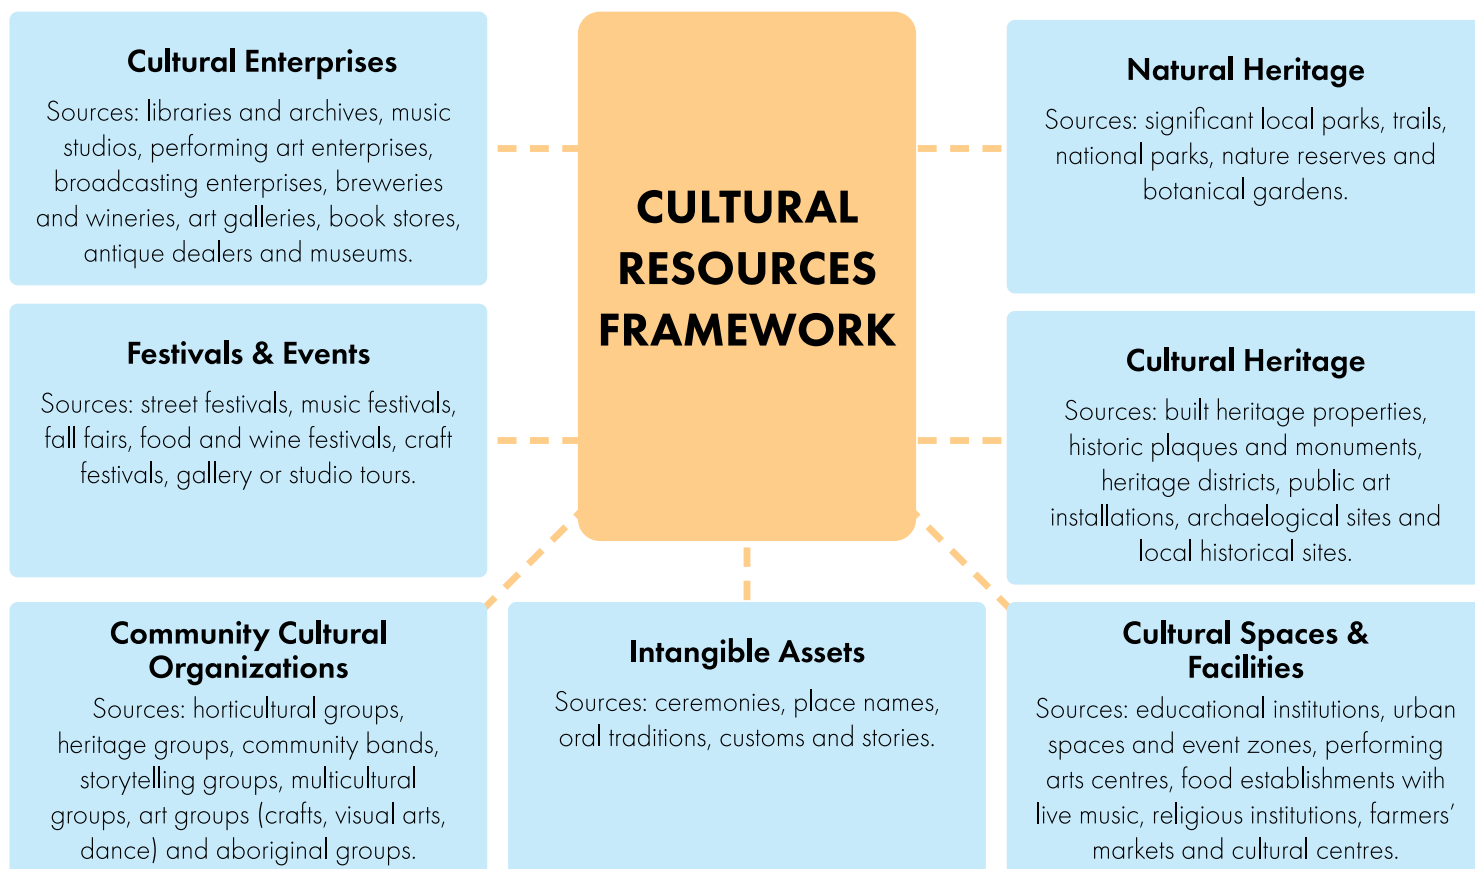 Cultural Enterprises
Sources: libraries and archives, music
studios, performing art enterprises,
broadcasting enterprises, breweries
and wineries, art galleries, book stores,
antique dealers and museums.
Festivals & Events
Sources: street festivals, music festivals,
fall fairs, food and wine festivals, craft
festivals, gallery or studio tours.
Community Cultural
Organizations
Sources: horticultural groups,
heritage groups, community bands,
storytelling groups, multicultural
groups, art groups (crafts, visual arts,
dance) and aboriginal groups.
CULTURAL
RESOURCES
FRAMEWORK
Intangible Assets
Sources: ceremonies, place names,
oral traditions, customs and stories.
Natural Heritage
Sources: significant local parks, trails,
national parks, nature reserves and
botanical gardens.
Cultural Heritage
Sources: built heritage properties,
historic plaques and monuments,
heritage districts, public art
installations, archaelogical sites and
local historical sites.
Cultural Spaces &
Facilities
Sources: educational institutions, urban
spaces and event zones, performing
arts centres, food establishments with
live music, religious institutions, farmers’
markets and cultural centres.